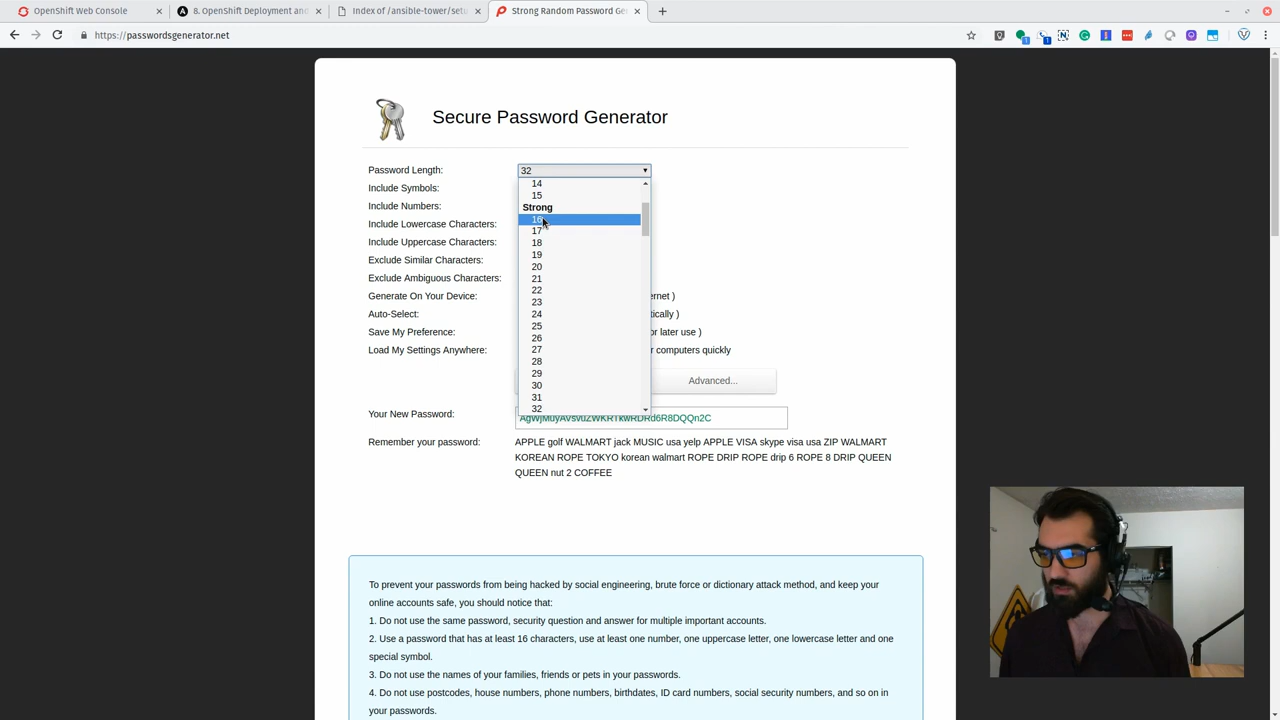 OpenShift Web Console
8. OpenShift Deployment and
Index of /ansible-tower/setu
Strong Random Password Ge
https://passwordsgenerator.net
Secure Password Generator
Password Length:
32
Include Symbols:
Include Numbers:
Include Lowercase Characters:
Include Uppercase Characters:
Exclude Similar Characters:
Exclude Ambiguous Characters:
Generate On Your Device:
ernet )
Auto-Select:
tically )
Save My Preference:
or later use )
Load My Settings Anywhere:
r computers quickly
14
15
Strong
16
17
18
19
20
21
22
23
24
25
26
27
28
29
30
31
32
Advanced...
Your New Password:
Remember your password:
APPLE golf WALMART jack MUSIC usa yelp APPLE VISA skype visa usa ZIP WALMART
KOREAN ROPE TOKYO korean walmart ROPE DRIP ROPE drip 6 ROPE 8 DRIP QUEEN
QUEEN nut 2 COFFEE
To prevent your passwords from being hacked by social engineering, brute force or dictionary attack method, and keep your
online accounts safe, you should notice that:
1. Do not use the same password, security question and answer for multiple important accounts.
2. Use a password that has at least 16 characters, use at least one number, one uppercase letter, one lowercase letter and one
special symbol.
3. Do not use the names of your families, friends or pets in your passwords.
4. Do not use postcodes, house numbers, phone numbers, birthdates, ID card numbers, social security numbers, and so on in
your passwords.